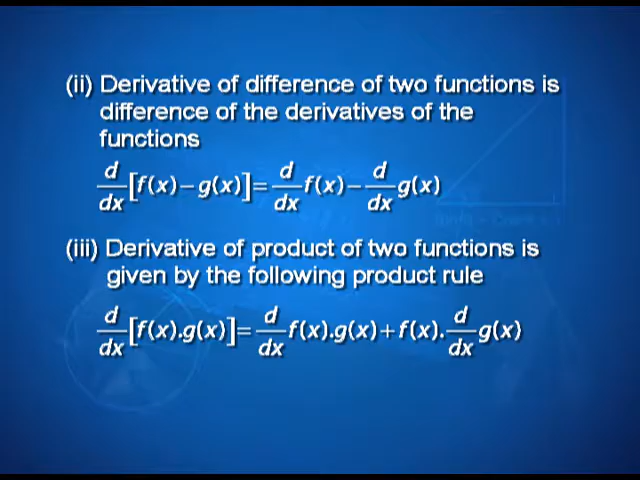 (ii) Derivative of difference of two functions is
difference of the derivatives of the
functions
d/dx [f(x) – g(x)] = d/dx f(x) – d/dx g(x)
(iii) Derivative of product of two functions is
given by the following product rule
d/dx [f(x).g(x)] = d/dx f(x).g(x) + f(x). d/dx g(x)